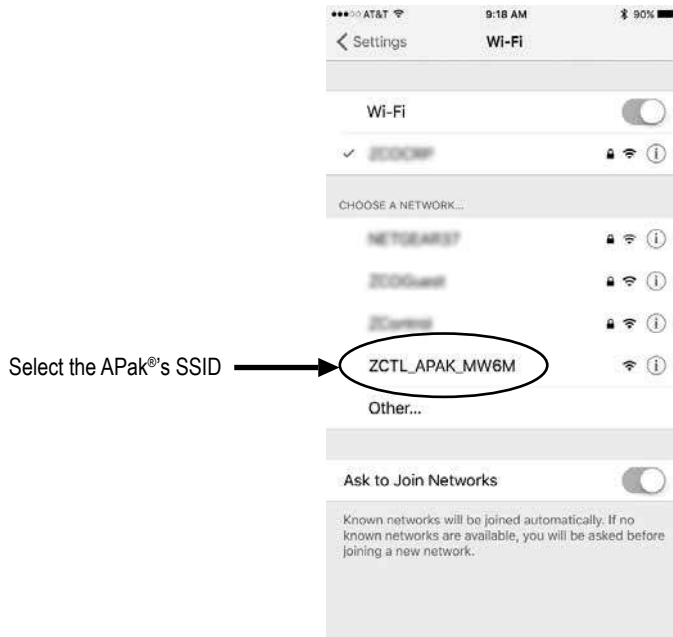 AT&T 9:18 AM 90%
Settings Wi-Fi
Wi-Fi
CHOOSE A NETWORK...
Select the APak®'s SSID
ZCTL_APAK_MW6M
Other...
Ask to Join Networks
Known networks will be joined automatically. If no
known networks are available, you will be asked before
joining a new network.